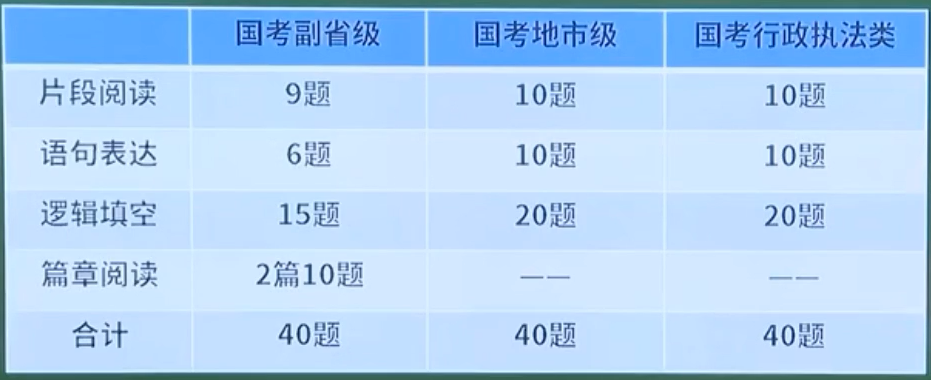 国考副省级 国考地市级 国考行政执法类
片段阅读 9题 10题 10题
语句表达 6题 10题 10题
逻辑填空 15题 20题 20题
篇章阅读 2篇10题 —— ——
合计 40题 40题 40题